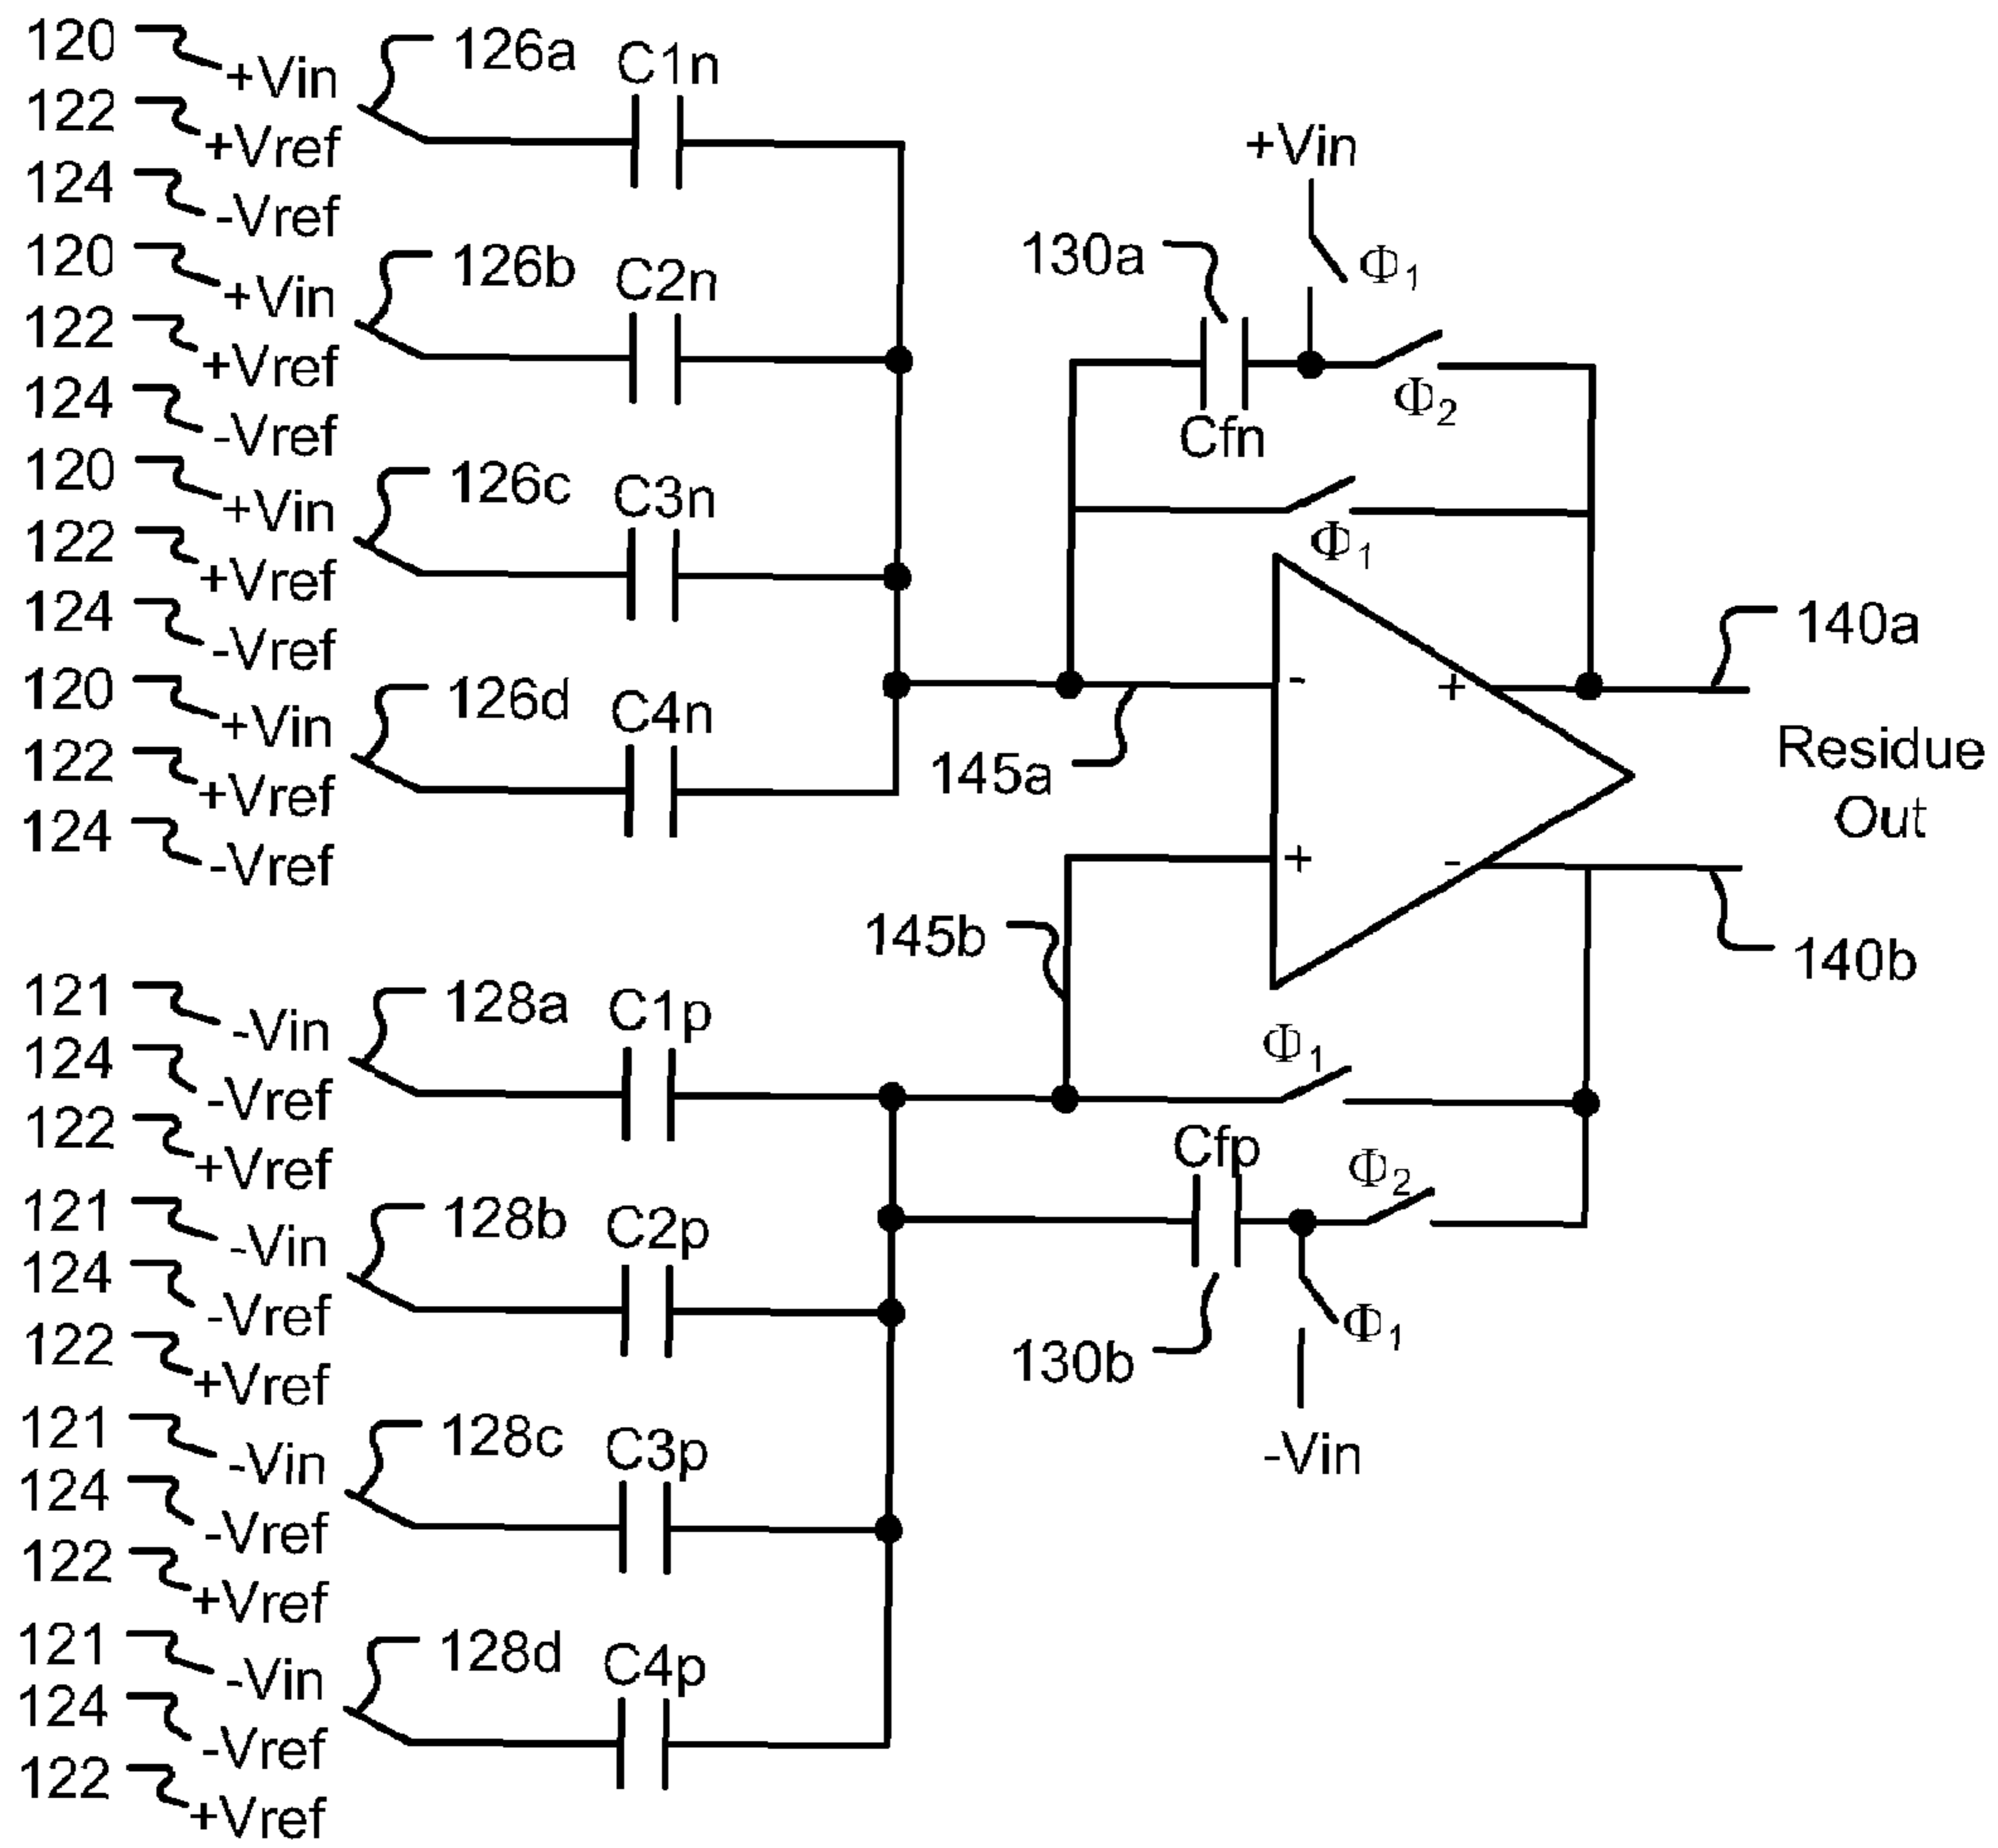 120 +Vin 126a C1n
122 +Vref
124 -Vref
120 +Vin 126b C2n
122 +Vref
124 -Vref
120 +Vin 126c C3n
122 +Vref
124 -Vref
120 +Vin 126d C4n
122 +Vref
124 -Vref
+Vin
130a
Φ1
Φ2
Cfn
Φ1
-
+
140a
145a
Residue
Out
+
-
145b
140b
121 -Vin 128a C1p
124 -Vref
122 +Vref
121 -Vin 128b C2p
124 -Vref
122 +Vref
121 -Vin 128c C3p
124 -Vref
122 +Vref
121 -Vin 128d C4p
124 -Vref
122 +Vref
Φ1
Cfp
Φ2
130b
Φ1
-Vin